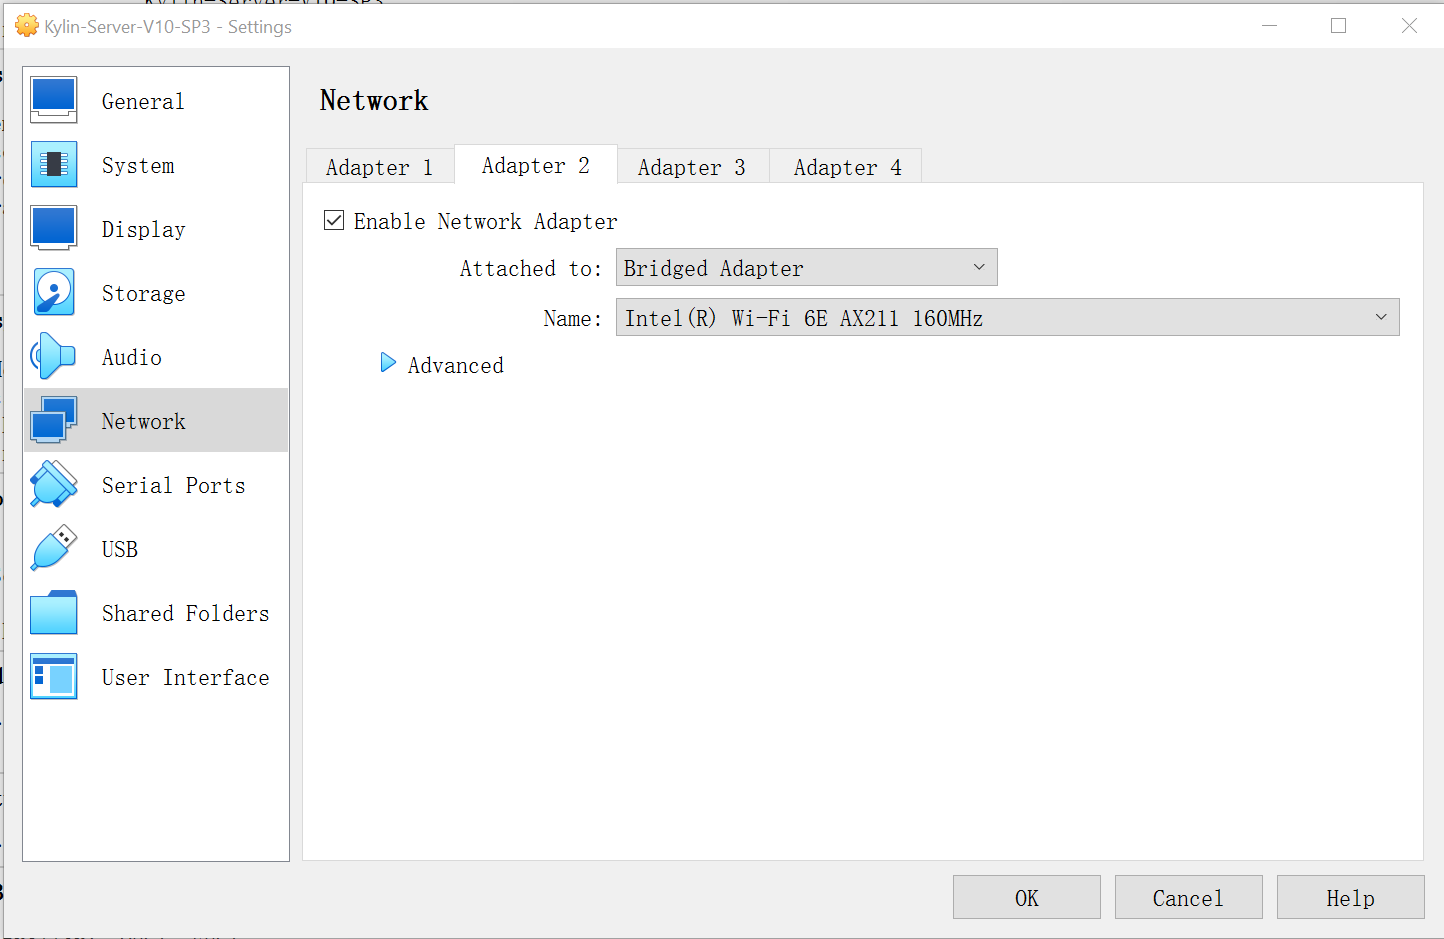 Kylin-Server-V10-SP3 - Settings
General
System
Display
Storage
Audio
Network
Serial Ports
USB
Shared Folders
User Interface
Network
Adapter 1
Adapter 2
Adapter 3
Adapter 4
Enable Network Adapter
Attached to: Bridged Adapter
Name: Intel(R) Wi-Fi 6E AX211 160MHz
Advanced
OK
Cancel
Help